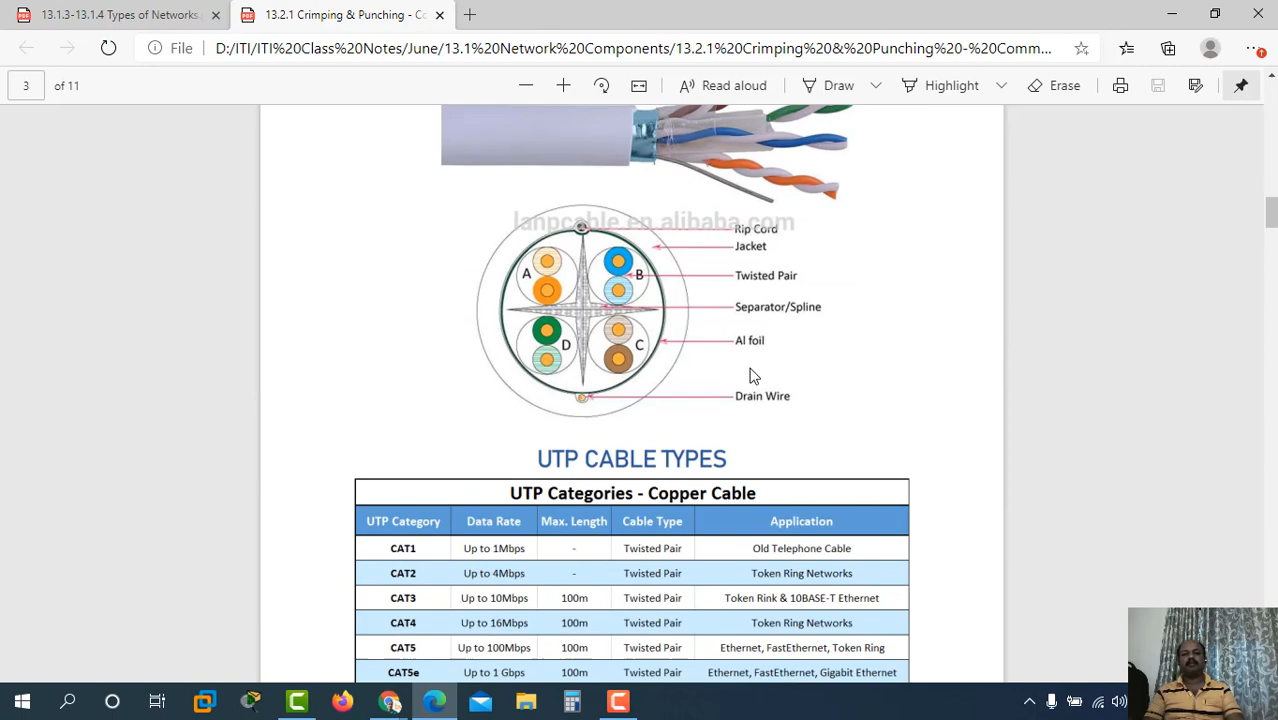 13.1.3-13.1.4 Types of Networks
13.2.1 Crimping & Punching - Co
File
D:/ITI/ITI%20Class%20Notes/June/13.1%20Network%20Components/13.2.1%20Crimping%20&%20Punching%20-%20Comm...
3 of 11
Read aloud
Draw
Highlight
Erase
lanpcable.en.alibaba.com
Rip Cord
Jacket
A
B
Twisted Pair
Separator/Spline
D
C
Al foil
Drain Wire
UTP CABLE TYPES
UTP Categories - Copper Cable
UTP Category Data Rate Max. Length Cable Type Application
CAT1 Up to 1Mbps - Twisted Pair Old Telephone Cable
CAT2 Up to 4Mbps - Twisted Pair Token Ring Networks
CAT3 Up to 10Mbps 100m Twisted Pair Token Rink & 10BASE-T Ethernet
CAT4 Up to 16Mbps 100m Twisted Pair Token Ring Networks
CAT5 Up to 100Mbps 100m Twisted Pair Ethernet, FastEthernet, Token Ring
CAT5e Up to 1 Gbps 100m Twisted Pair Ethernet, FastEthernet, Gigabit Ethernet